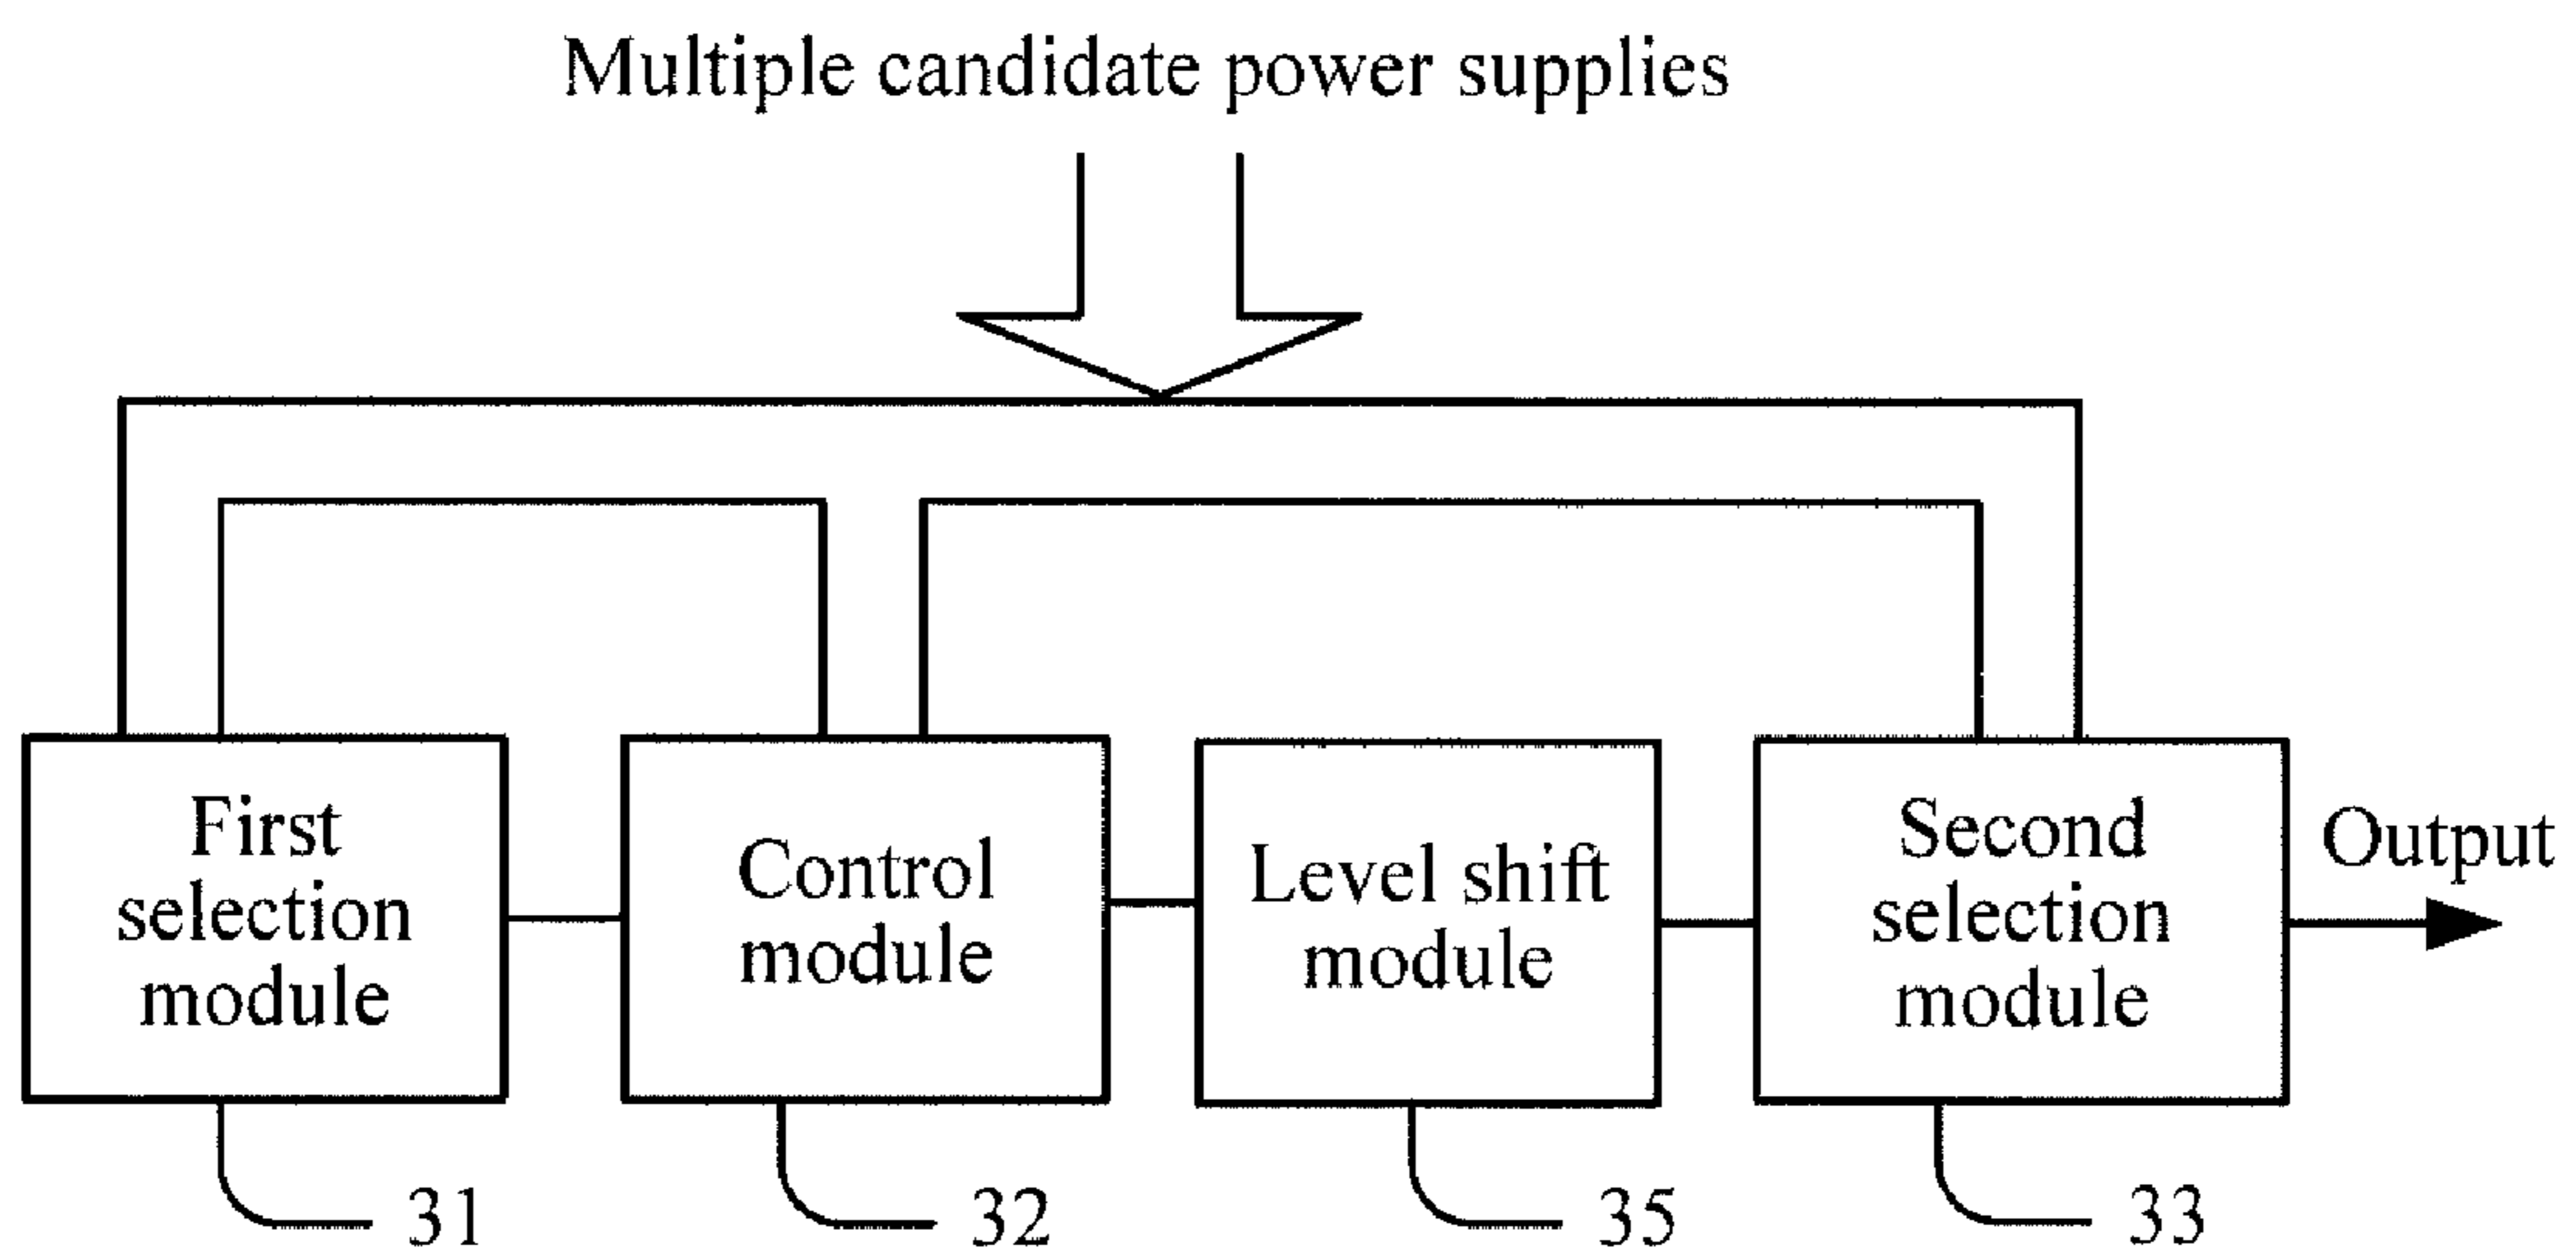 Multiple candidate power supplies
First
selection
module
Control
module
Level shift
module
Second
selection
module
Output
31
32
35
33